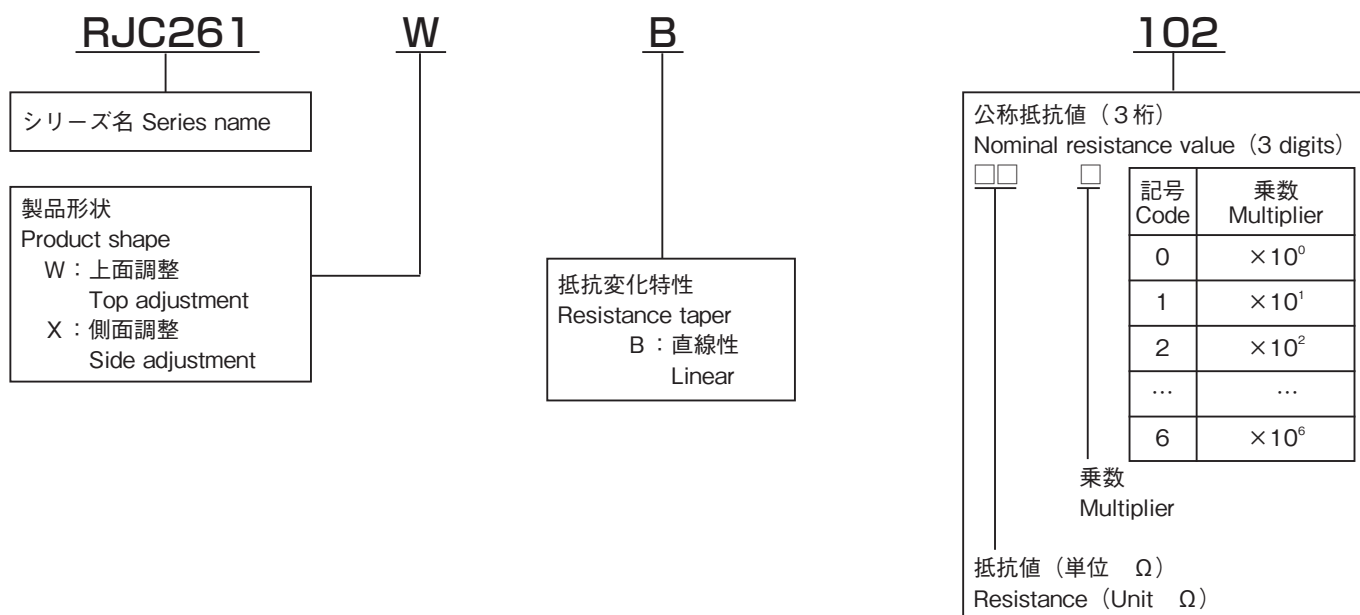 RJC261 W B 102
シリーズ名 Series name
製品形状
Product shape
W：上面調整
Top adjustment
X：側面調整
Side adjustment
抵抗変化特性
Resistance taper
B：直線性
Linear
公称抵抗値（3桁）
Nominal resistance value（3 digits）
□□ □
記号 乗数
Code Multiplier
0 ×10⁰
1 ×10¹
2 ×10²
… …
6 ×10⁶
乗数
Multiplier
抵抗値（単位 Ω）
Resistance（Unit Ω）